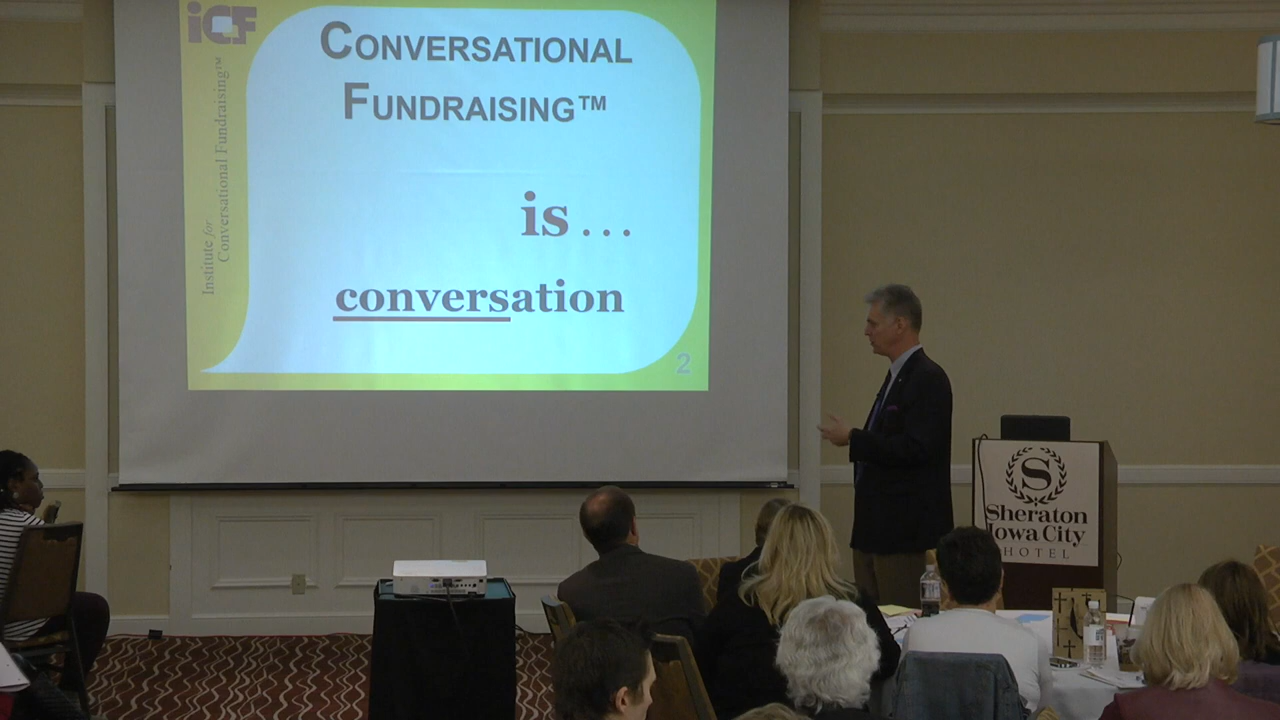 iCF
Institute for
Conversational Fundraising™
CONVERSATIONAL
FUNDRAISING™
is...
conversation
2
S
Sheraton
Iowa City
HOTEL